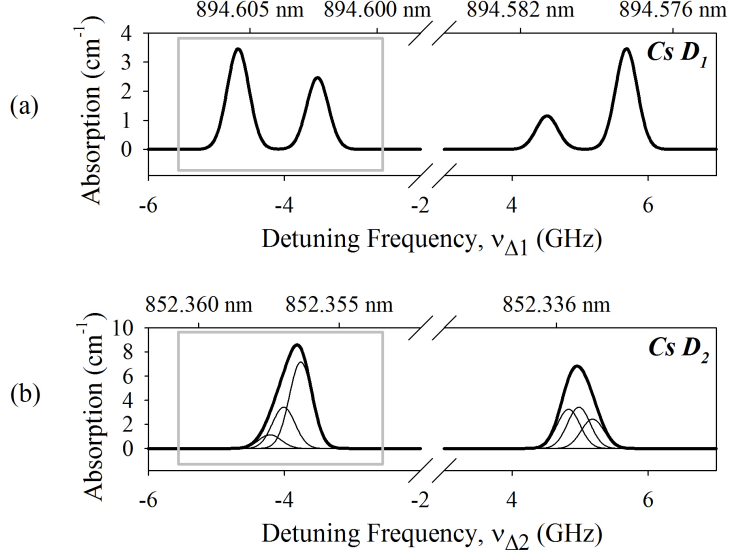 894.605 nm 894.600 nm 894.582 nm 894.576 nm
(a)
Absorption (cm⁻¹)
4
3
2
1
0
Cs D₁
-6 -4 -2 4 6
Detuning Frequency, ν_Δ1 (GHz)
852.360 nm 852.355 nm 852.336 nm
(b)
Absorption (cm⁻¹)
10
8
6
4
2
0
Cs D₂
-6 -4 -2 4 6
Detuning Frequency, ν_Δ2 (GHz)